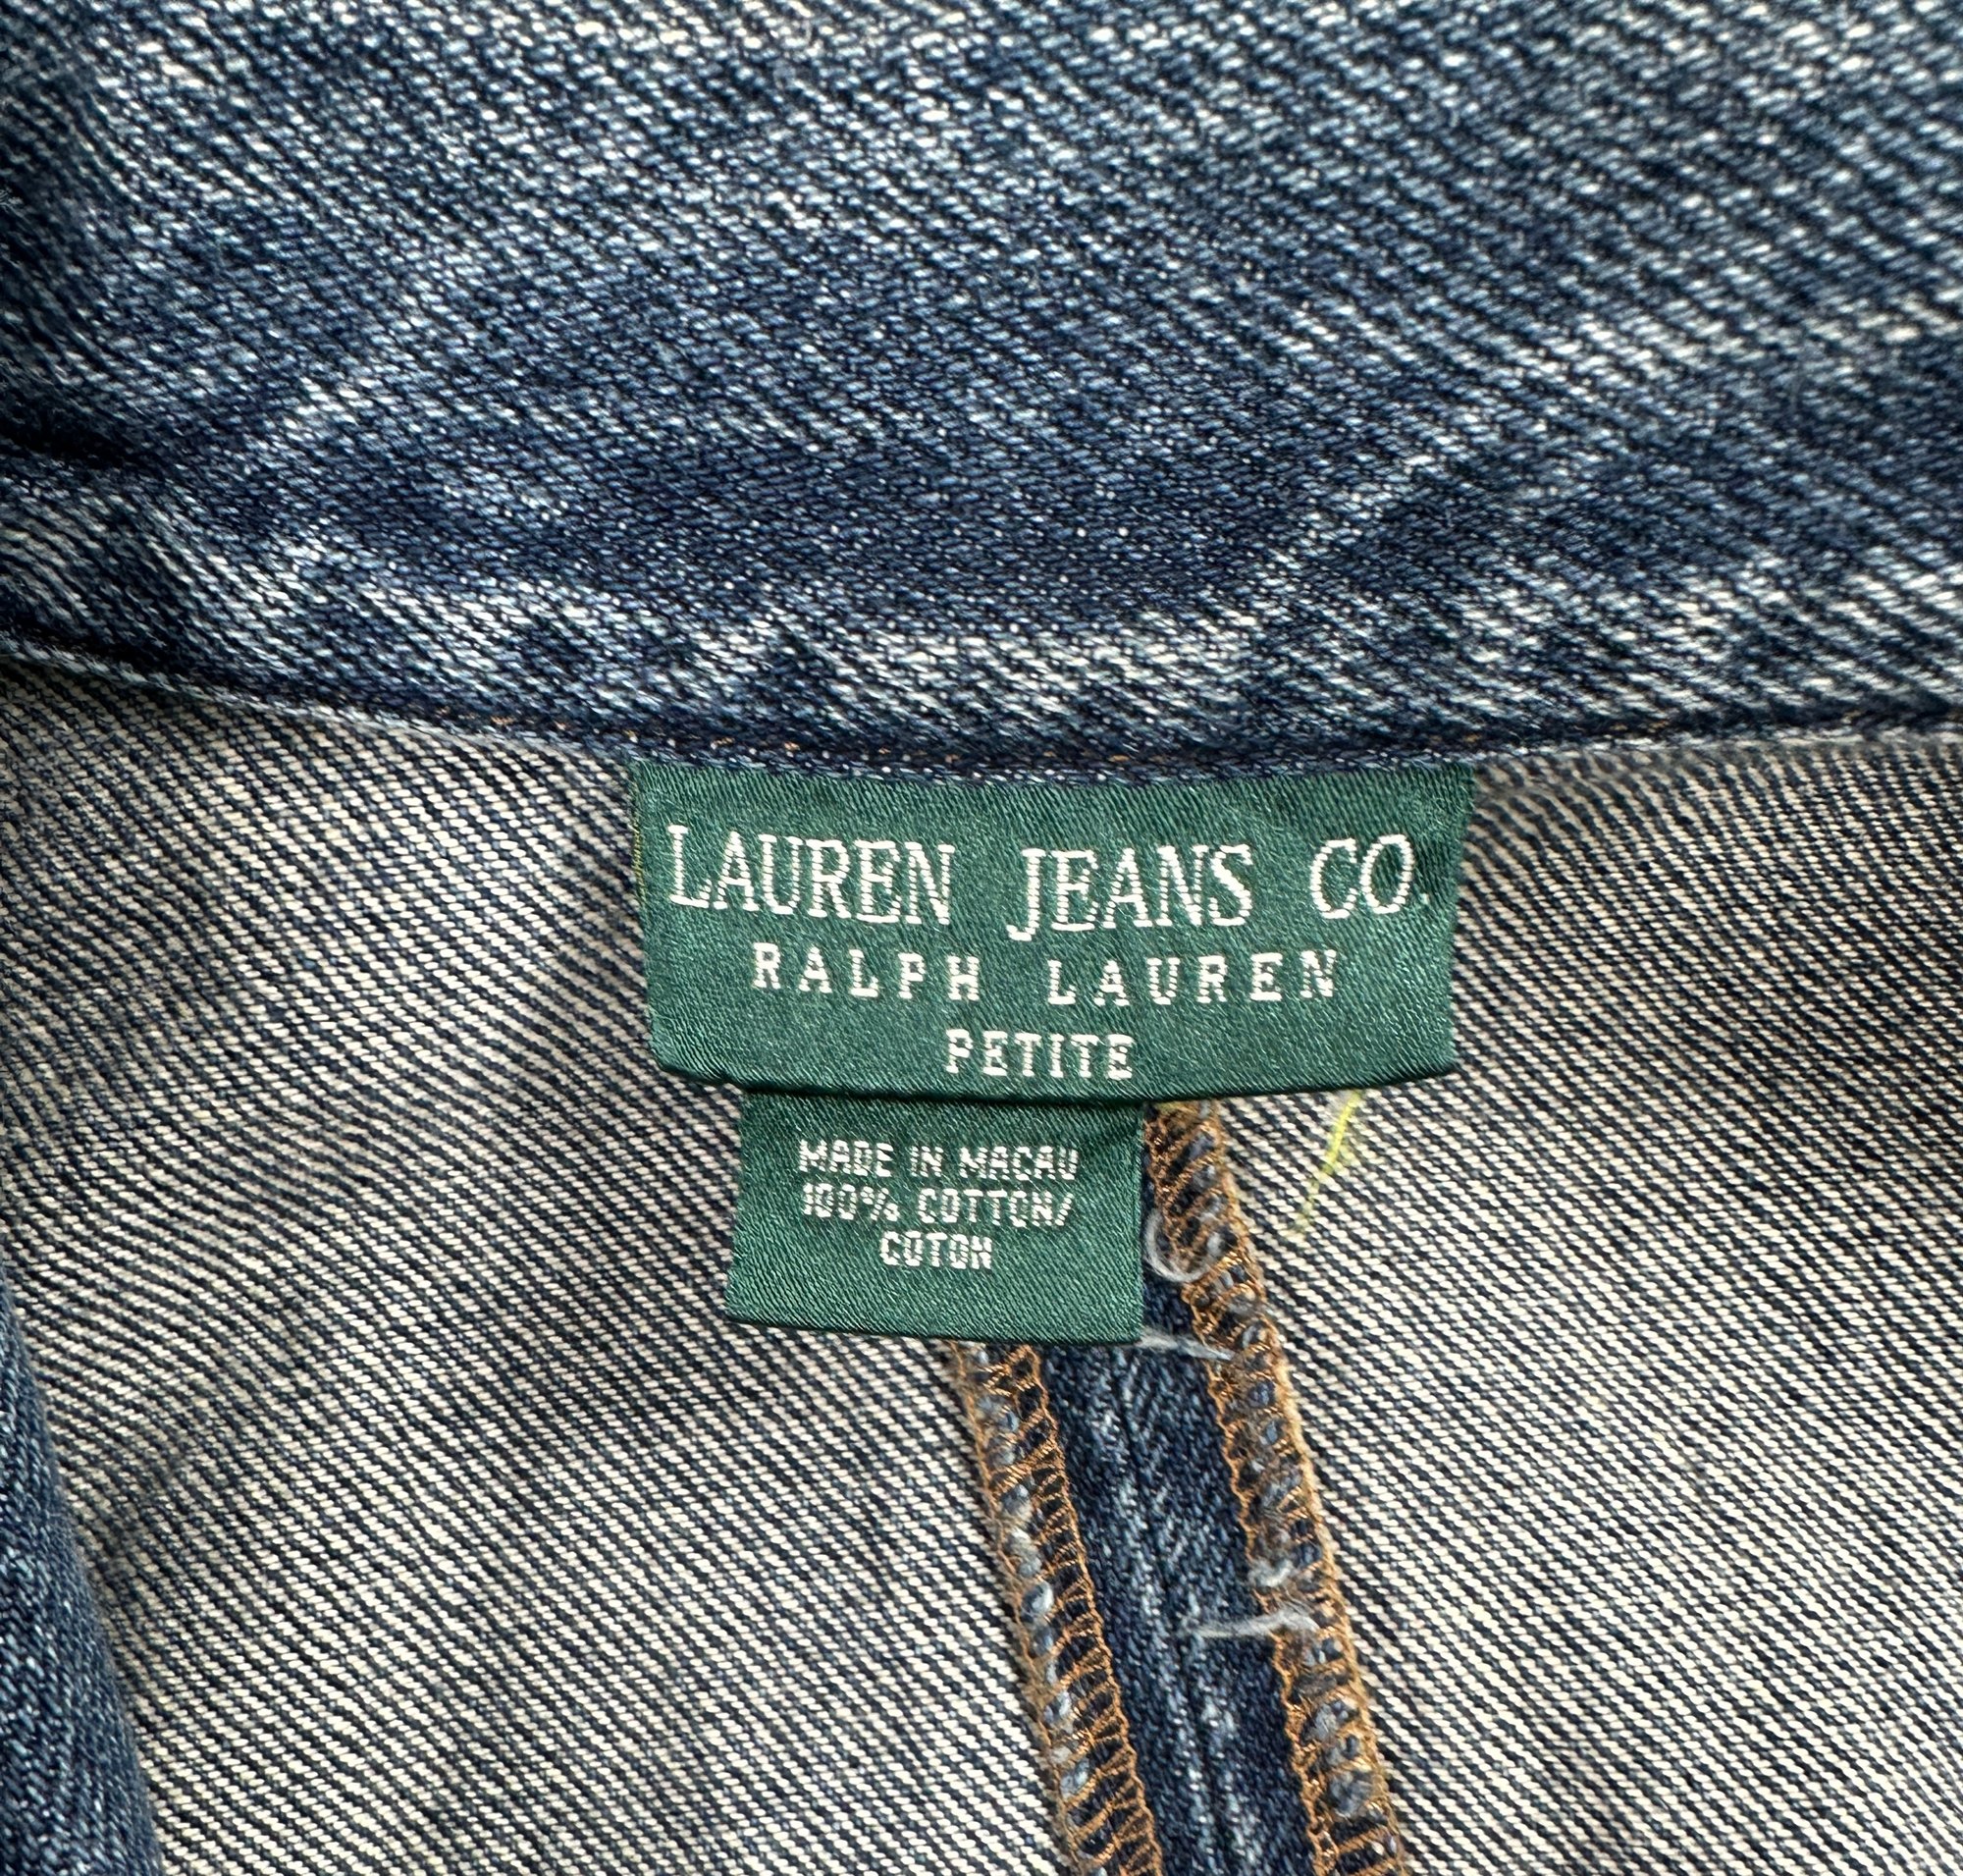 LAUREN JEANS CO.
RALPH LAUREN
PETITE
MADE IN MACAU
100% COTTON/
COTON